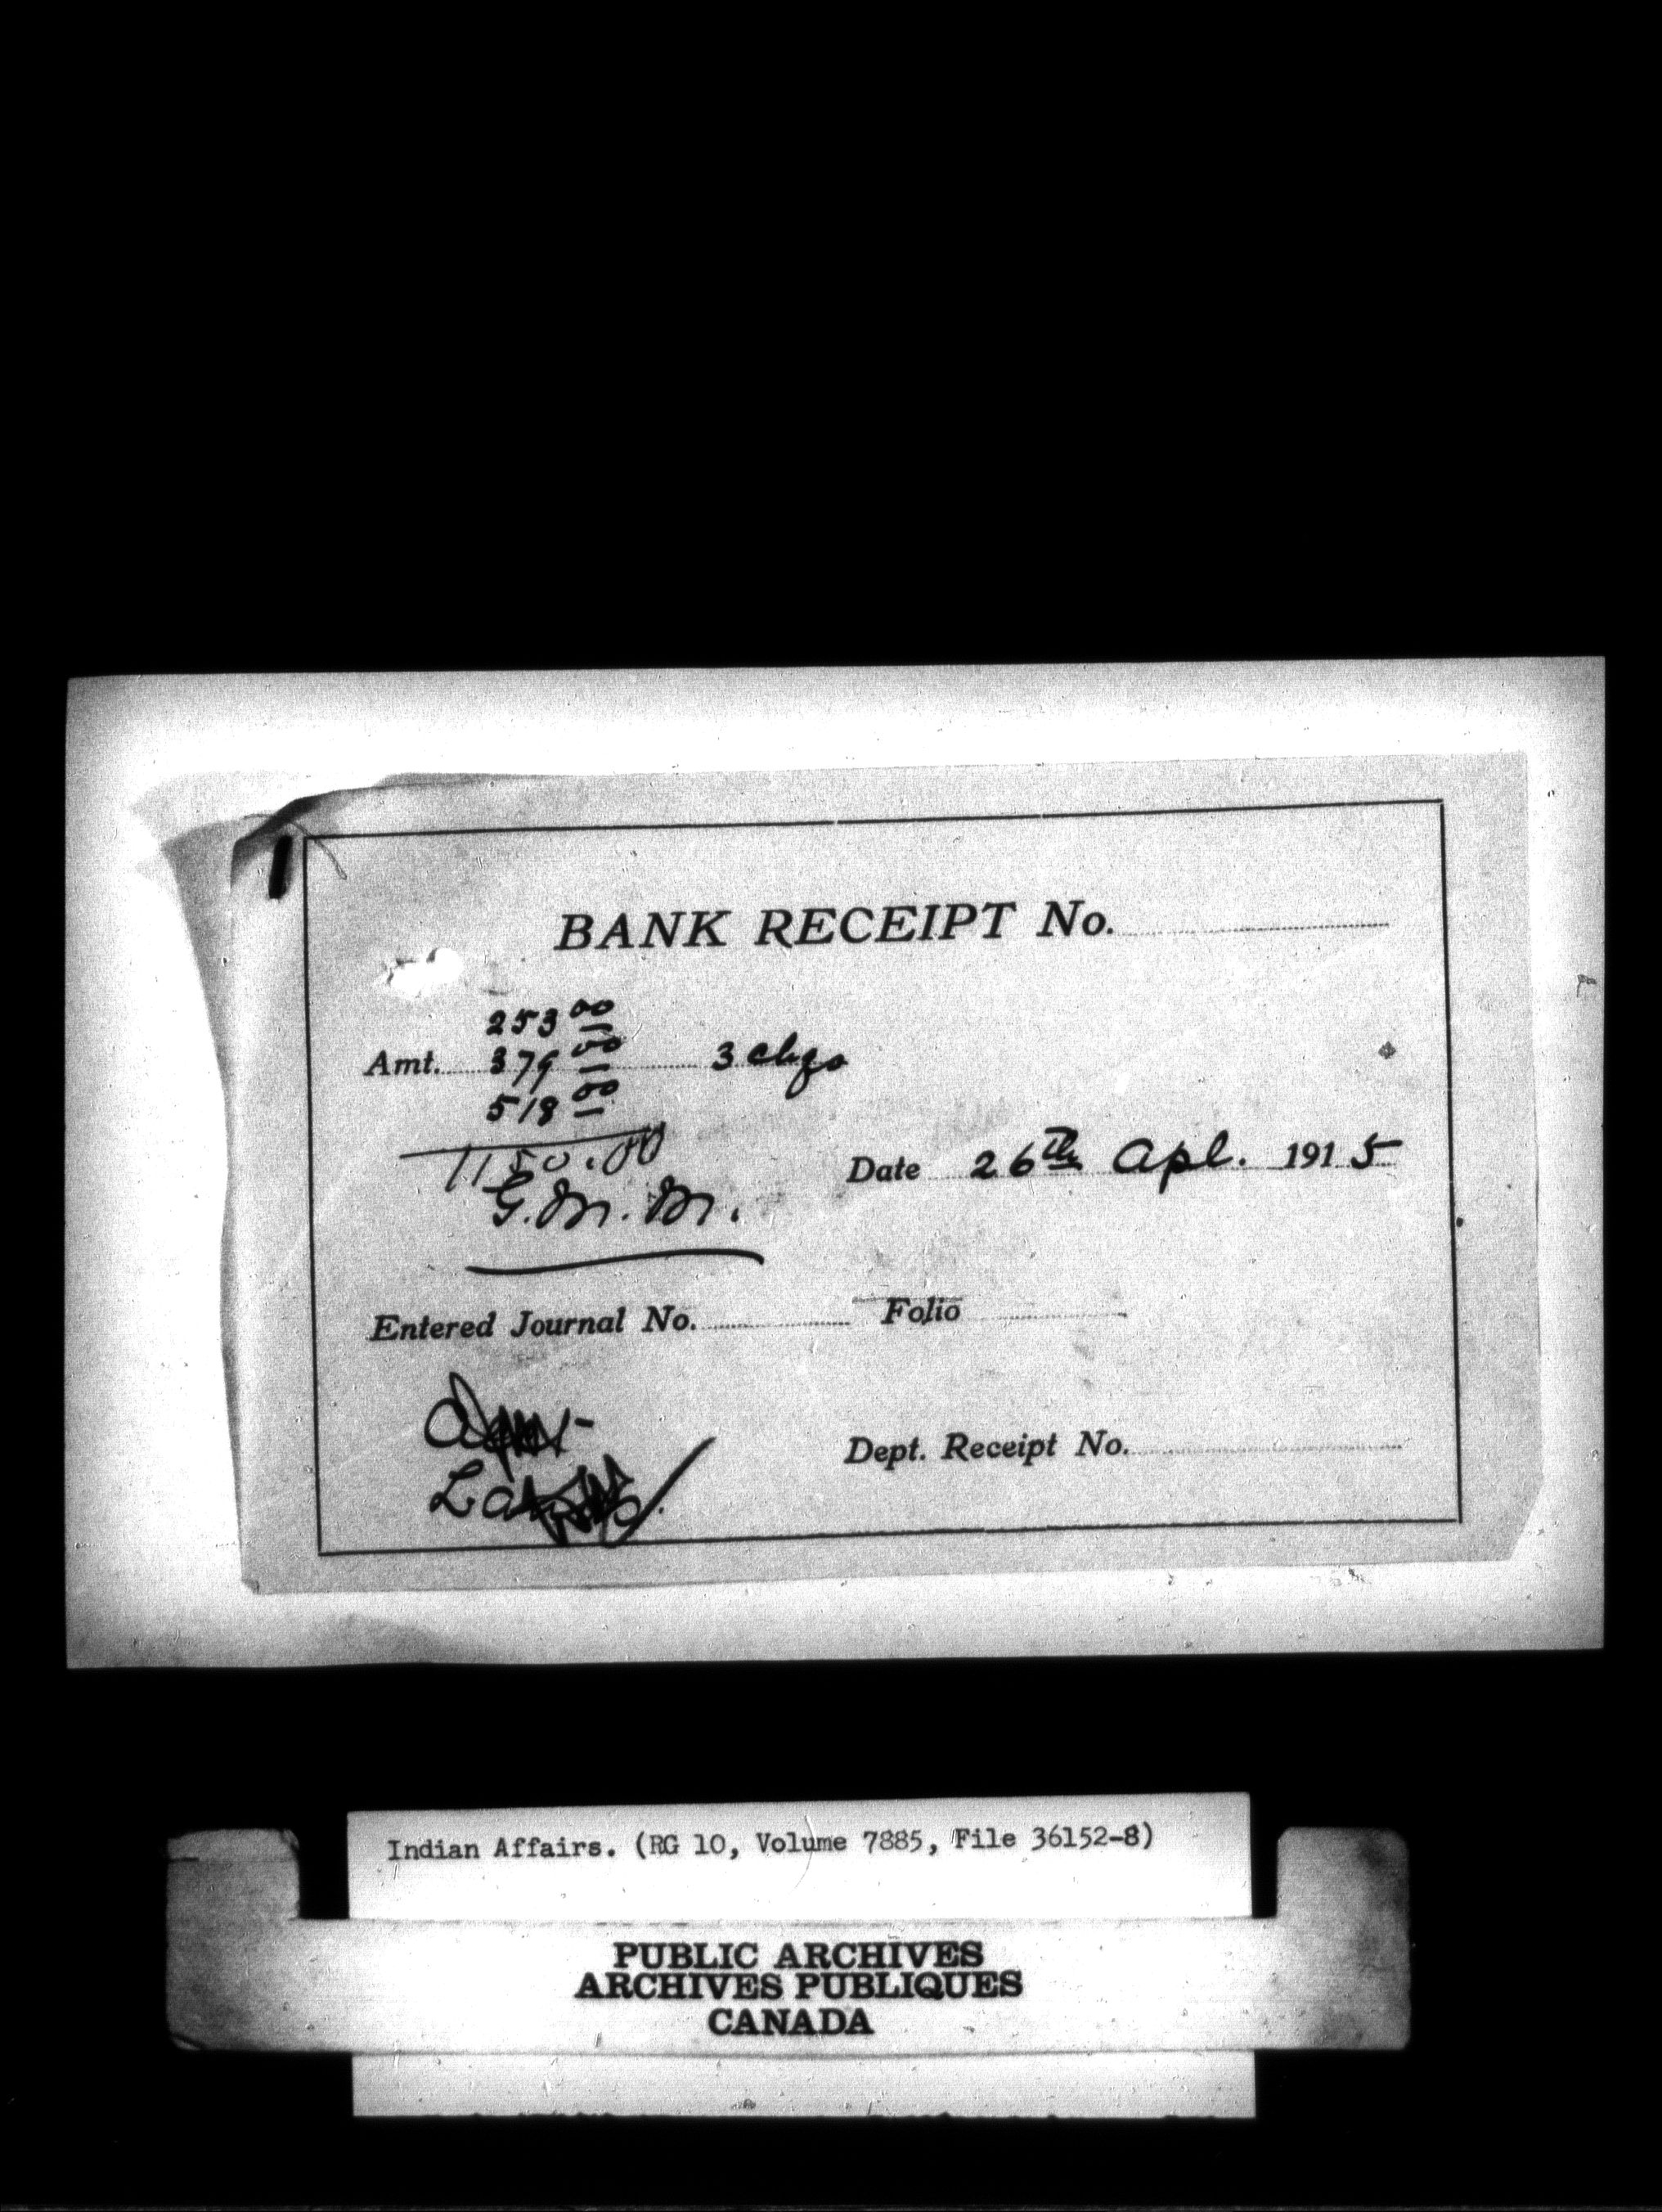 BANK RECEIPT No.
253 00
Amt. 379 00 3 chqs
518 00
1150.00
G. M. M.
Date 26th Apl. 1915
Entered Journal No. Folio
Dept. Receipt No.
Indian Affairs. (RG 10, Volume 7885, File 36152-8)
PUBLIC ARCHIVES
ARCHIVES PUBLIQUES
CANADA